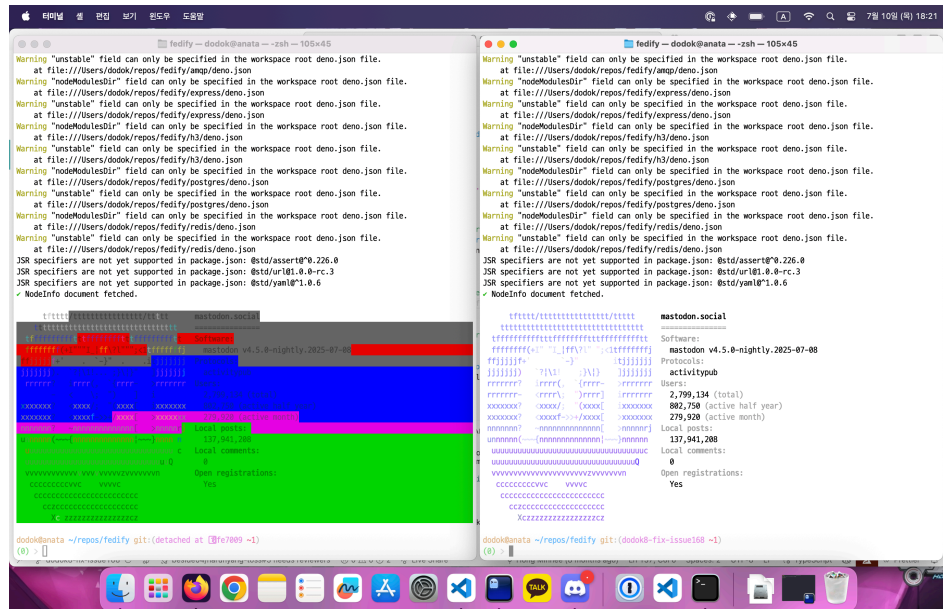 터미널 셸 편집 보기 윈도우 도움말
A 7월 10일 (목) 18:21
fedify — dodok@anata — -zsh — 105×45
Warning "unstable" field can only be specified in the workspace root deno.json file.
at file:///Users/dodok/repos/fedify/amqp/deno.json
Warning "nodeModulesDir" field can only be specified in the workspace root deno.json file.
at file:///Users/dodok/repos/fedify/express/deno.json
Warning "unstable" field can only be specified in the workspace root deno.json file.
at file:///Users/dodok/repos/fedify/express/deno.json
Warning "nodeModulesDir" field can only be specified in the workspace root deno.json file.
at file:///Users/dodok/repos/fedify/h3/deno.json
Warning "unstable" field can only be specified in the workspace root deno.json file.
at file:///Users/dodok/repos/fedify/h3/deno.json
Warning "nodeModulesDir" field can only be specified in the workspace root deno.json file.
at file:///Users/dodok/repos/fedify/postgres/deno.json
Warning "unstable" field can only be specified in the workspace root deno.json file.
at file:///Users/dodok/repos/fedify/postgres/deno.json
Warning "nodeModulesDir" field can only be specified in the workspace root deno.json file.
at file:///Users/dodok/repos/fedify/redis/deno.json
Warning "unstable" field can only be specified in the workspace root deno.json file.
at file:///Users/dodok/repos/fedify/redis/deno.json
JSR specifiers are not yet supported in package.json: @std/assert@^0.226.0
JSR specifiers are not yet supported in package.json: @std/url@1.0.0-rc.3
JSR specifiers are not yet supported in package.json: @std/yaml@^1.0.6
✓ NodeInfo document fetched.
mastodon.social
Software:
mastodon v4.5.0-nightly.2025-07-08
Local posts:
137,941,208
Local comments:
0
Open registrations:
Yes
dodok@anata ~/repos/fedify git:(detached at fe7009 ~1)
(0) >
fedify — dodok@anata — -zsh — 105×45
Warning "unstable" field can only be specified in the workspace root deno.json file.
at file:///Users/dodok/repos/fedify/amqp/deno.json
Warning "nodeModulesDir" field can only be specified in the workspace root deno.json file.
at file:///Users/dodok/repos/fedify/express/deno.json
Warning "unstable" field can only be specified in the workspace root deno.json file.
at file:///Users/dodok/repos/fedify/express/deno.json
Warning "nodeModulesDir" field can only be specified in the workspace root deno.json file.
at file:///Users/dodok/repos/fedify/h3/deno.json
Warning "unstable" field can only be specified in the workspace root deno.json file.
at file:///Users/dodok/repos/fedify/h3/deno.json
Warning "nodeModulesDir" field can only be specified in the workspace root deno.json file.
at file:///Users/dodok/repos/fedify/postgres/deno.json
Warning "unstable" field can only be specified in the workspace root deno.json file.
at file:///Users/dodok/repos/fedify/postgres/deno.json
Warning "nodeModulesDir" field can only be specified in the workspace root deno.json file.
at file:///Users/dodok/repos/fedify/redis/deno.json
Warning "unstable" field can only be specified in the workspace root deno.json file.
at file:///Users/dodok/repos/fedify/redis/deno.json
JSR specifiers are not yet supported in package.json: @std/assert@^0.226.0
JSR specifiers are not yet supported in package.json: @std/url@1.0.0-rc.3
JSR specifiers are not yet supported in package.json: @std/yaml@^1.0.6
✓ NodeInfo document fetched.
mastodon.social
===============
Software:
mastodon v4.5.0-nightly.2025-07-08
Protocols:
activitypub
Users:
2,799,134 (total)
802,750 (active half year)
279,920 (active month)
Local posts:
137,941,208
Local comments:
0
Open registrations:
Yes
dodok@anata ~/repos/fedify git:(dodok8-fix-issue168 ~1)
(0) >
TALK